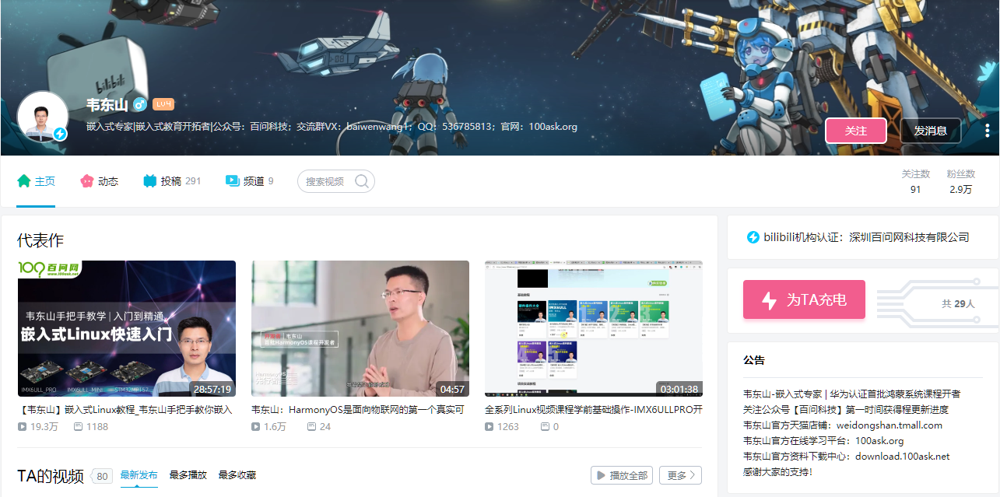 bilibili
08
韦东山 LV4
嵌入式专家|嵌入式教育开拓者|公众号：百问科技；交流群VX：baiwenwang1；QQ：536785813；官网：100ask.org
关注
发消息
主页
动态
投稿 291
频道 9
搜索视频
关注数
91
粉丝数
2.9万
代表作
100 百问网
www.100ask.net
韦东山手把手教学 | 入门到精通
嵌入式Linux快速入门
IMX6ULL_PRO
IMX6ULL-MINI
STM32MP157
28:57:19
韦东山
首批HarmonyOS课程开发者
HarmonyOS
04:57
03:01:38
【韦东山】嵌入式Linux教程_韦东山手把手教你嵌入
19.3万 1188
韦东山：HarmonyOS是面向物联网的第一个真实可
1.6万 24
全系列Linux视频课程学前基础操作-IMX6ULLPRO开
1263 0
TA的视频 80 最新发布 最多播放 最多收藏
播放全部
更多
bilibili机构认证：深圳百问网科技有限公司
为TA充电
共 29人
公告
韦东山-嵌入式专家 | 华为认证首批鸿蒙系统课程开者
关注公众号【百问科技】第一时间获得程更新进度
韦东山官方天猫店铺：weidongshan.tmall.com
韦东山官方在线学习平台：100ask.org
韦东山官方资料下载中心：download.100ask.net
感谢大家的支持！